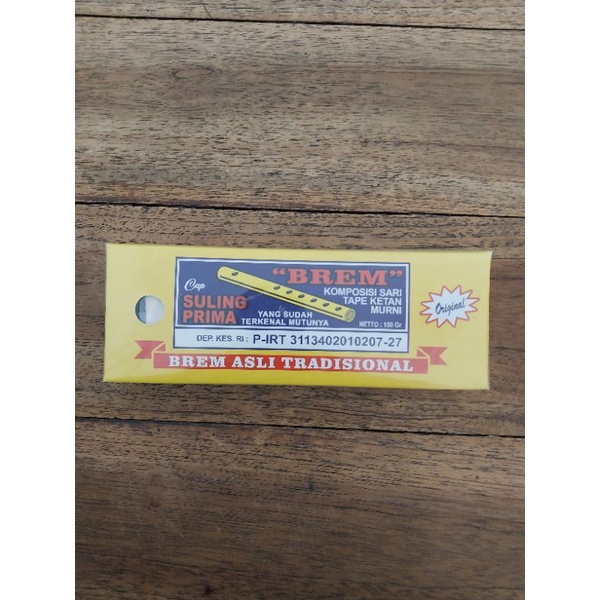 Cap
SULING
PRIMA
"BREM"
KOMPOSISI SARI
TAPE KETAN
MURNI
YANG SUDAH
TERKENAL MUTUNYA
NETTO : 150 Gr
DEP. KES. RI : P-IRT 3113402010207-27
BREM ASLI TRADISIONAL
Original